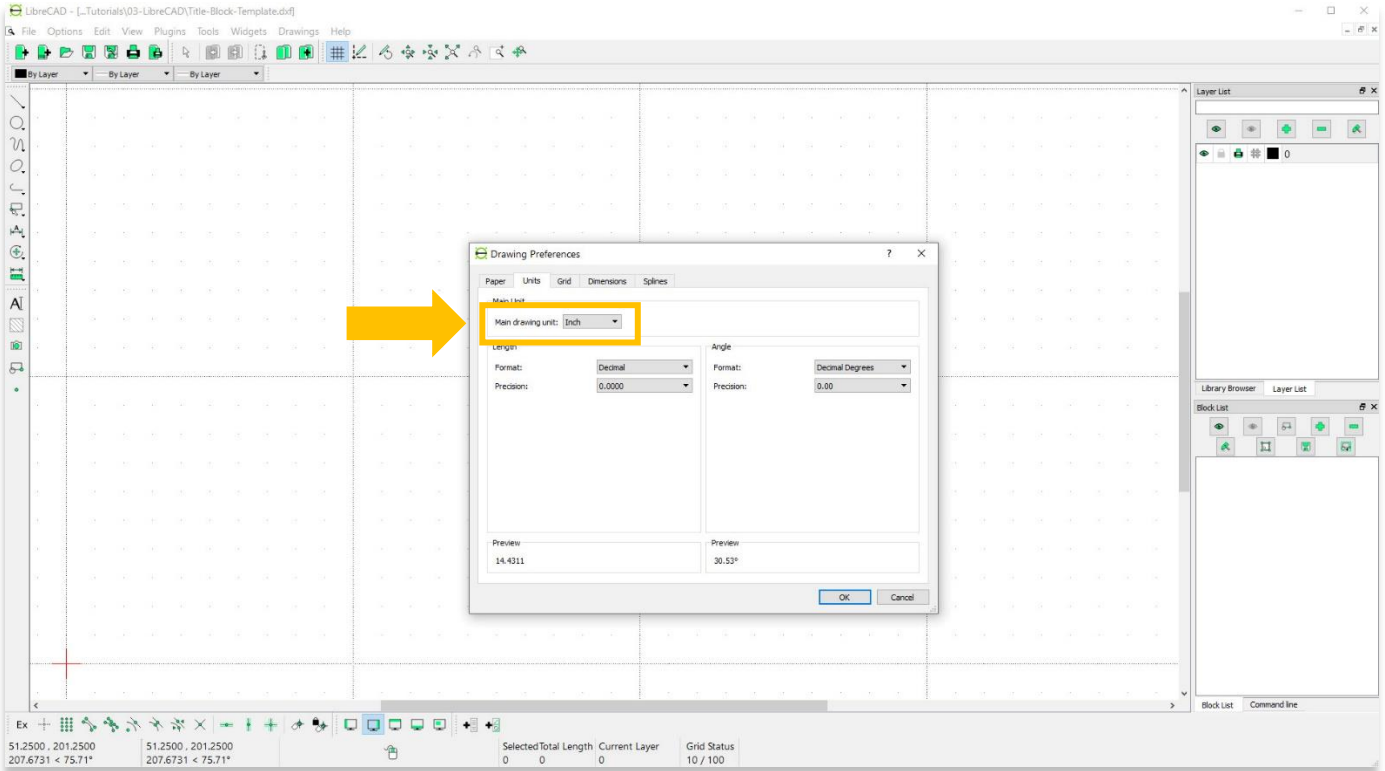 LibreCAD - [...Tutorials\03-LibreCAD\Title-Block-Template.dxf]
File Options Edit View Plugins Tools Widgets Drawings Help
By Layer By Layer By Layer
Layer List
0
Drawing Preferences ?
Paper Units Grid Dimensions Splines
Main Unit
Main drawing unit: Inch
Length Angle
Format: Decimal Format: Decimal Degrees
Precision: 0.0000 Precision: 0.00
Library Browser Layer List
Block List
Preview Preview
14.4311 30.53°
OK Cancel
Block List Command line
Ex
51.2500 , 201.2500 51.2500 , 201.2500 Selected Total Length Current Layer Grid Status
207.6731 < 75.71° 207.6731 < 75.71° 0 0 0 10 / 100